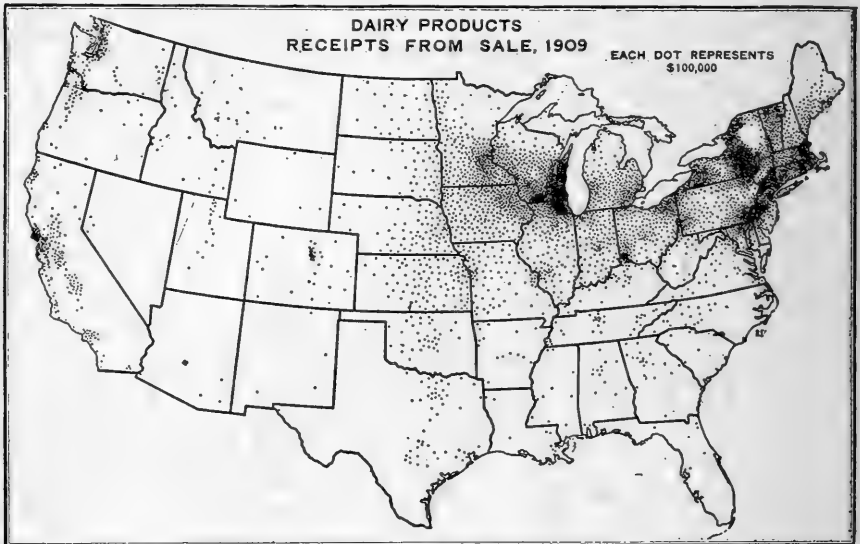 DAIRY PRODUCTS
RECEIPTS FROM SALE, 1909
EACH DOT REPRESENTS
$100,000